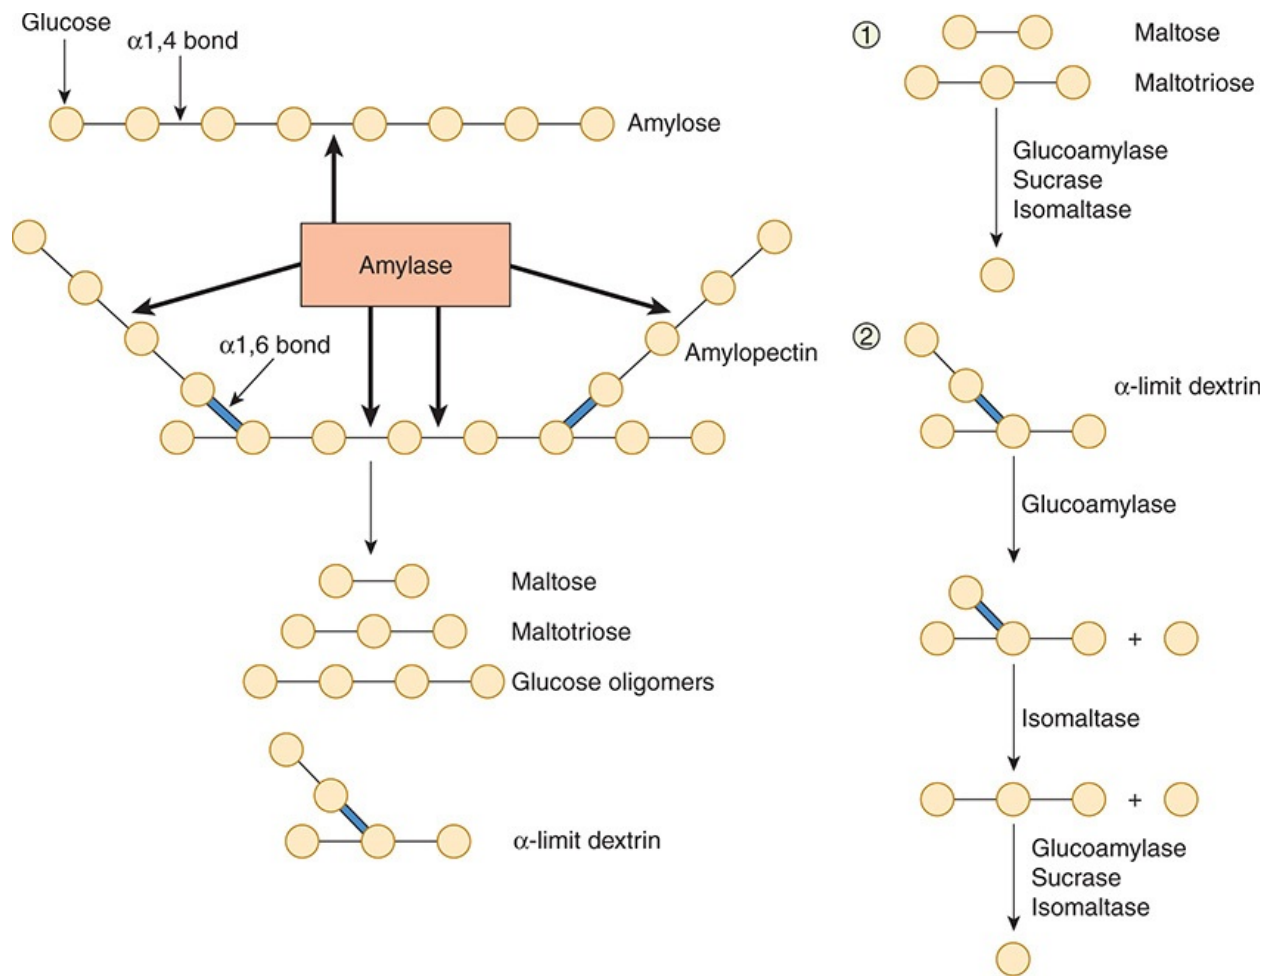 Glucose
α1,4 bond
Amylose
Amylase
α1,6 bond
Amylopectin
Maltose
Maltotriose
Glucose oligomers
α-limit dextrin
1
Maltose
Maltotriose
Glucoamylase
Sucrase
Isomaltase
2
α-limit dextrin
Glucoamylase
+
Isomaltase
+
Glucoamylase
Sucrase
Isomaltase